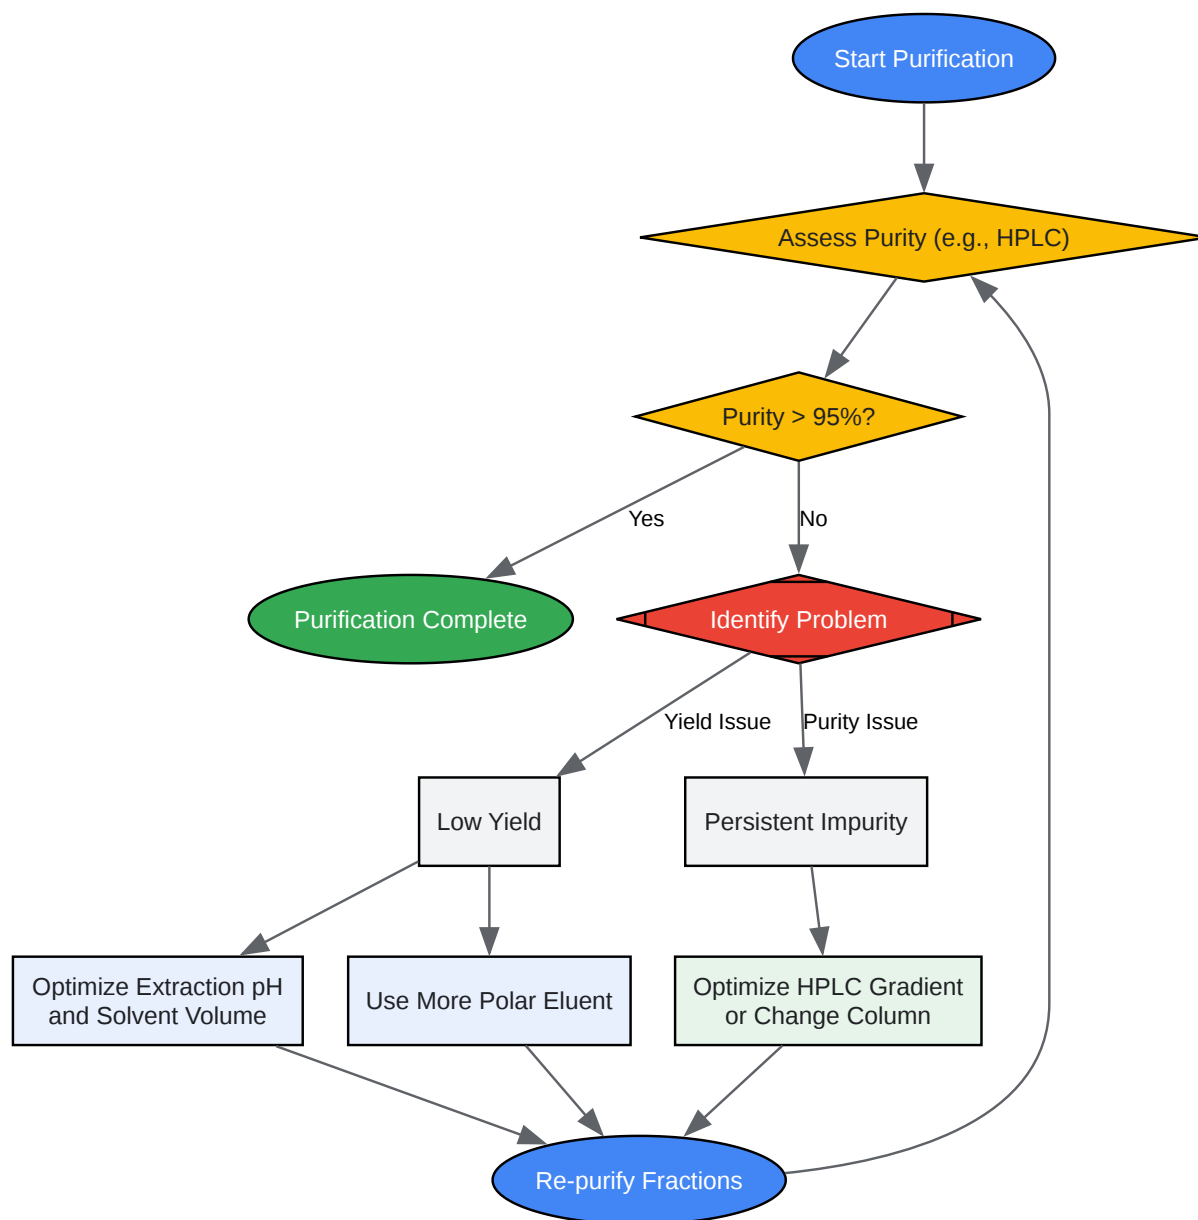 Start Purification
Assess Purity (e.g., HPLC)
Purity > 95%?
Yes
No
Purification Complete
Identify Problem
Yield Issue
Purity Issue
Low Yield
Persistent Impurity
Optimize Extraction pH
and Solvent Volume
Use More Polar Eluent
Optimize HPLC Gradient
or Change Column
Re-purify Fractions